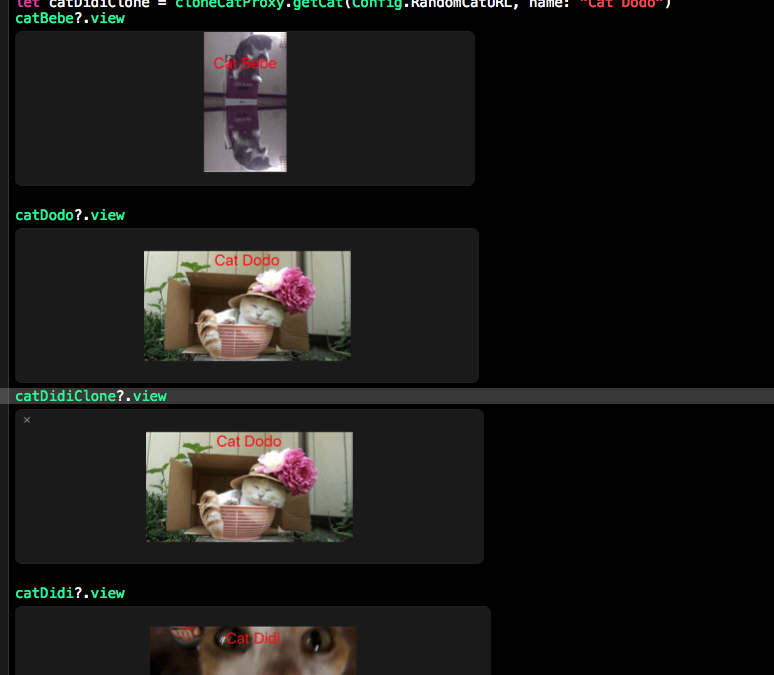 let catDidiClone = cloneCatProxy.getCat(Config.RandomCatURL, name: "Cat Dodo")
catBebe?.view
Cat Bebe
catDodo?.view
Cat Dodo
catDidiClone?.view
×
Cat Dodo
catDidi?.view
Cat Didi